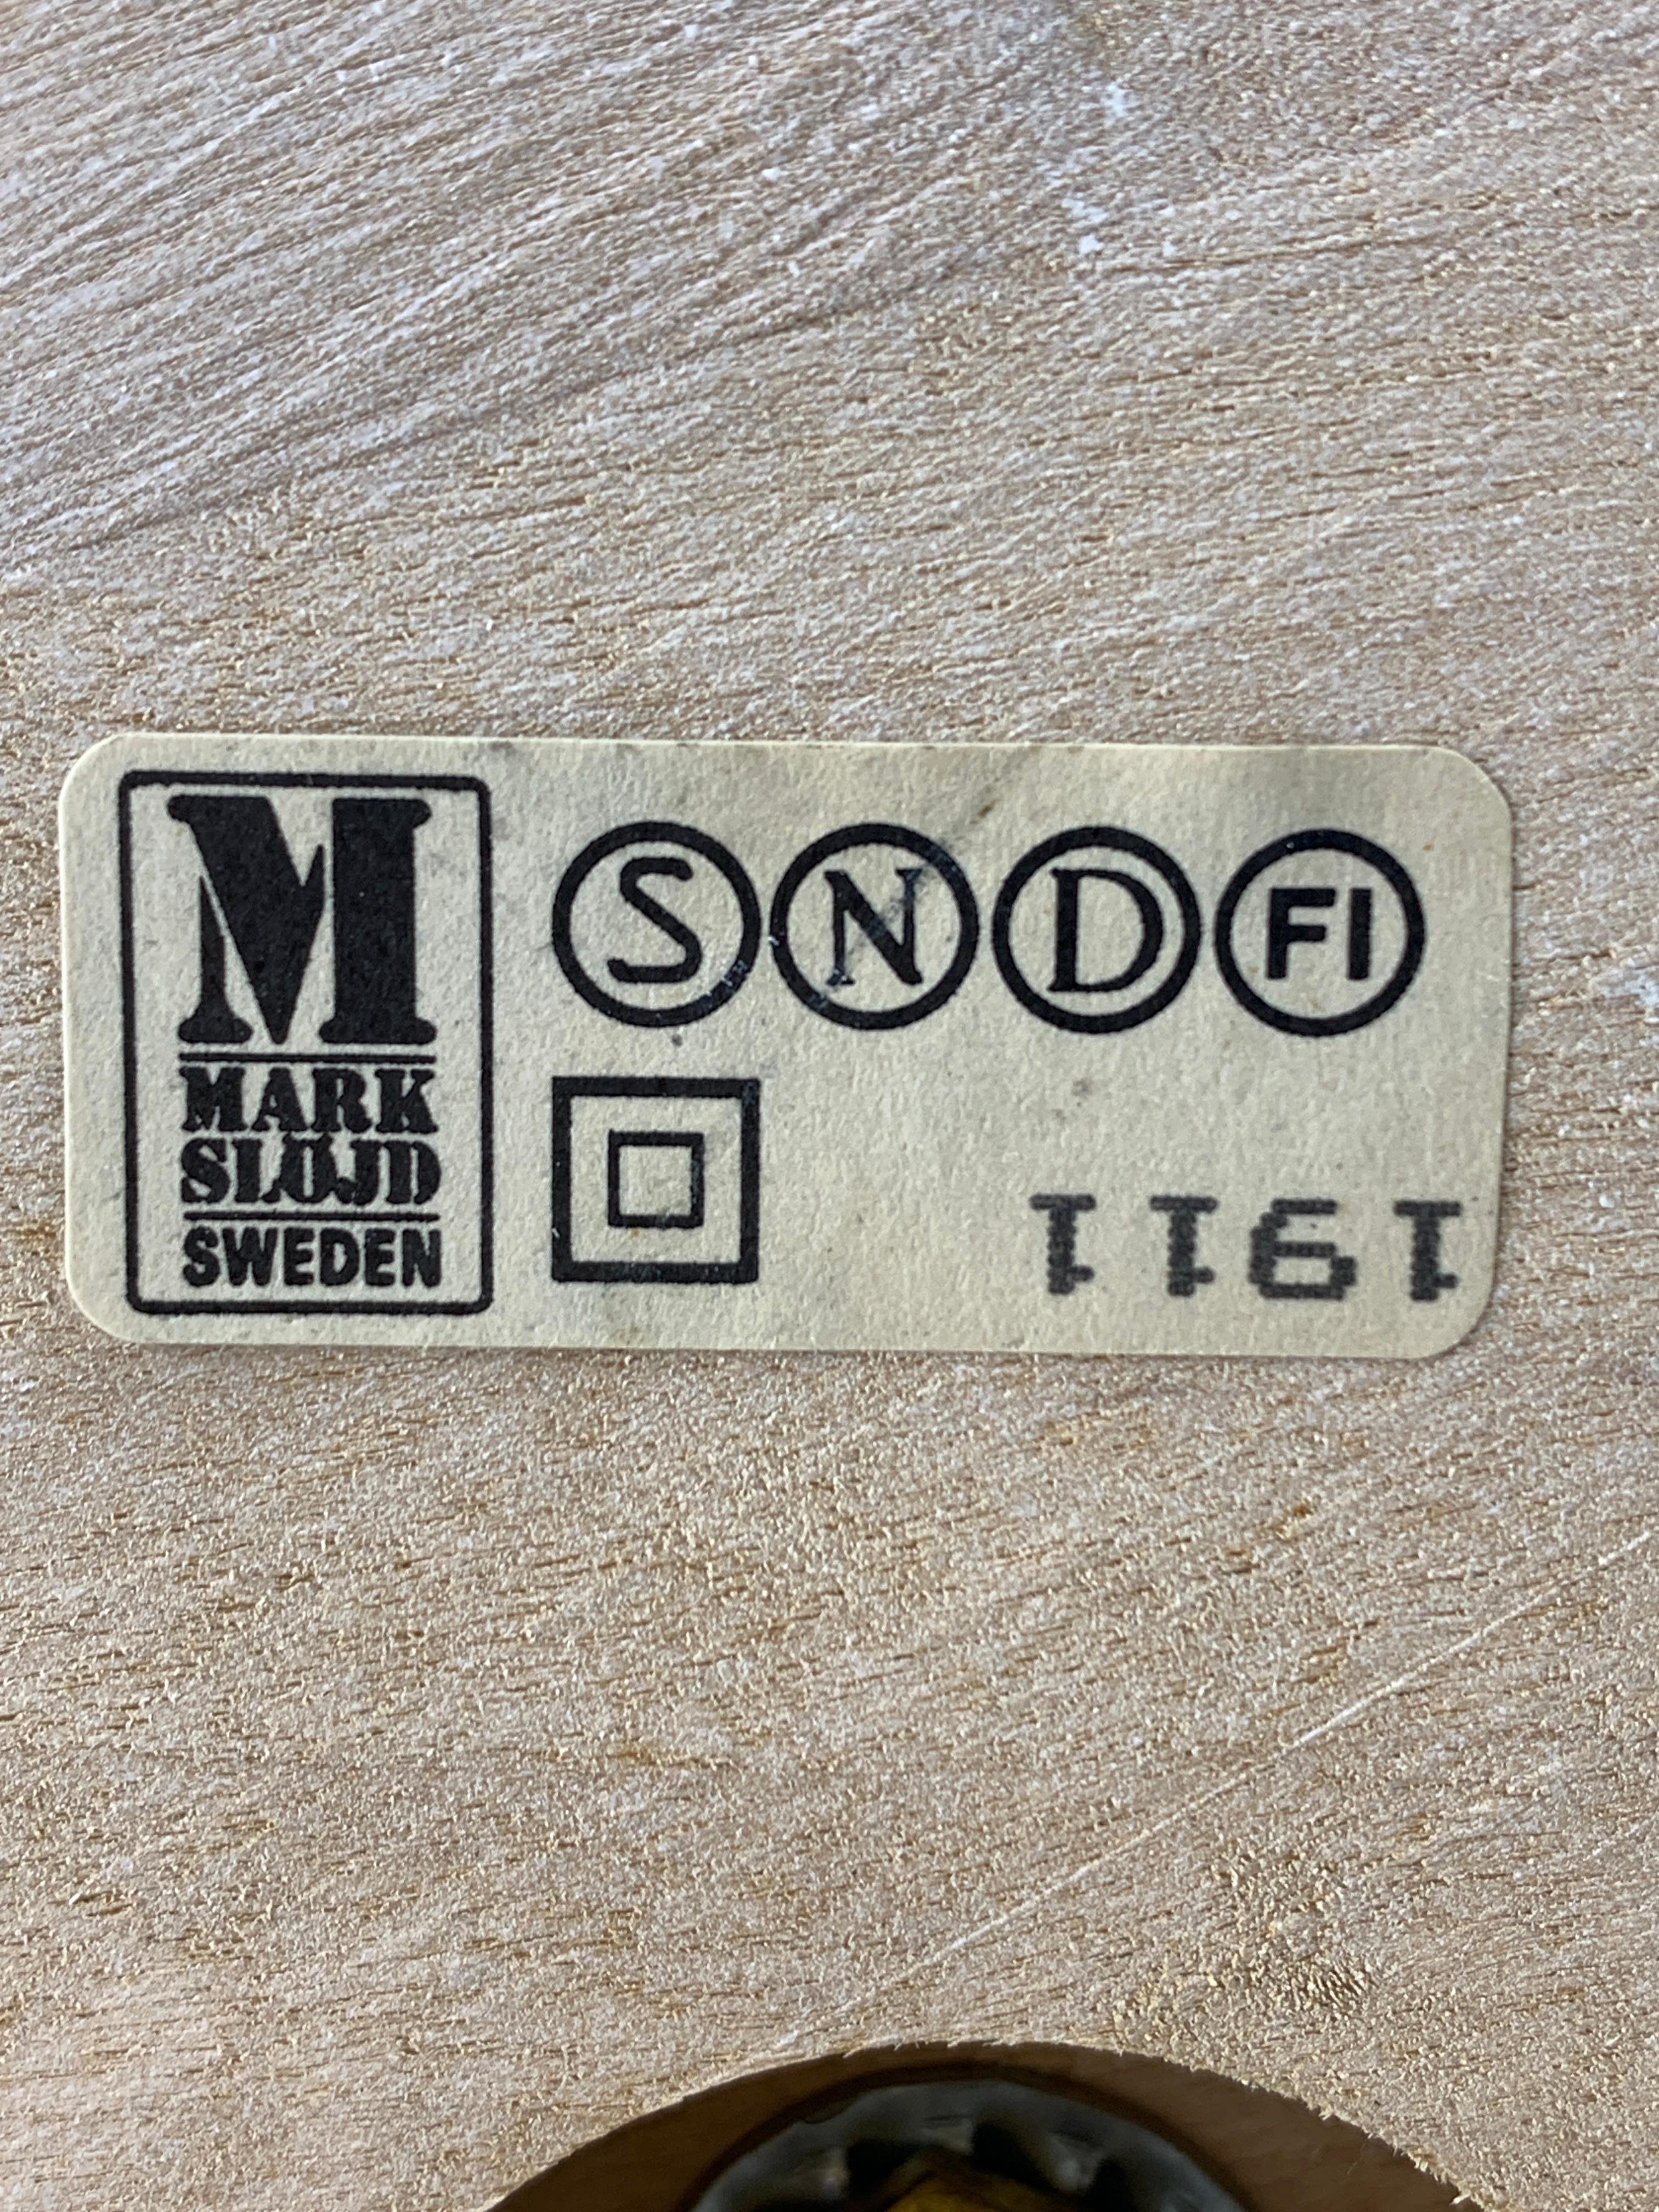 M
MARK
SLÖJD
SWEDEN
S N D FI
1911